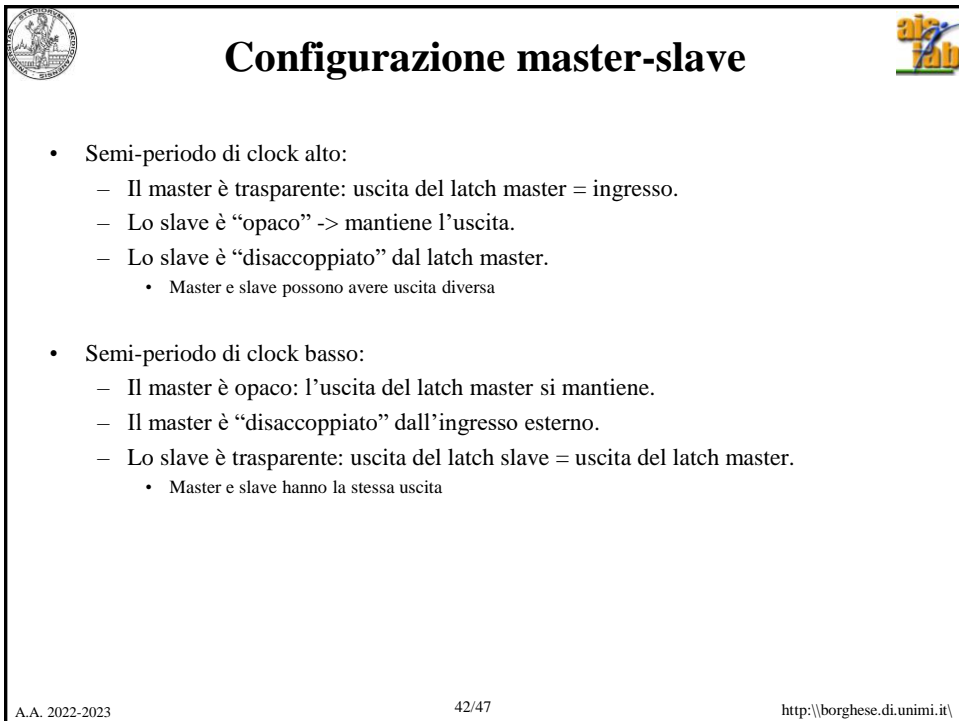 Configurazione master-slave
ais
lab
• Semi-periodo di clock alto:
– Il master è trasparente: uscita del latch master = ingresso.
– Lo slave è “opaco” -> mantiene l’uscita.
– Lo slave è “disaccoppiato” dal latch master.
• Master e slave possono avere uscita diversa
• Semi-periodo di clock basso:
– Il master è opaco: l’uscita del latch master si mantiene.
– Il master è “disaccoppiato” dall’ingresso esterno.
– Lo slave è trasparente: uscita del latch slave = uscita del latch master.
• Master e slave hanno la stessa uscita
A.A. 2022-2023
42/47
http:\\borghese.di.unimi.it\